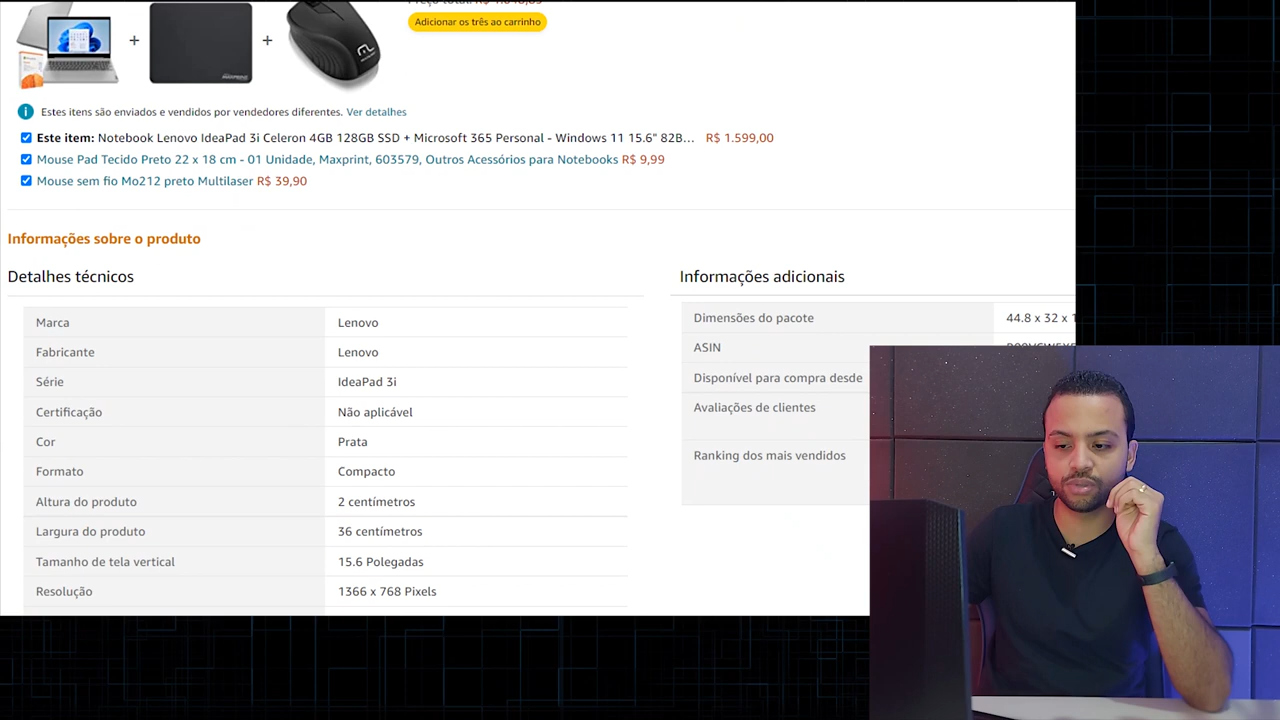 Adicionar os três ao carrinho
+
+
Estes itens são enviados e vendidos por vendedores diferentes. Ver detalhes
Este item: Notebook Lenovo IdeaPad 3i Celeron 4GB 128GB SSD + Microsoft 365 Personal - Windows 11 15.6" 82B… R$ 1.599,00
Mouse Pad Tecido Preto 22 x 18 cm - 01 Unidade, Maxprint, 603579, Outros Acessórios para Notebooks R$ 9,99
Mouse sem fio Mo212 preto Multilaser R$ 39,90
Informações sobre o produto
Detalhes técnicos
Marca Lenovo
Fabricante Lenovo
Série IdeaPad 3i
Certificação Não aplicável
Cor Prata
Formato Compacto
Altura do produto 2 centímetros
Largura do produto 36 centímetros
Tamanho de tela vertical 15.6 Polegadas
Resolução 1366 x 768 Pixels
Informações adicionais
Dimensões do pacote 44.8 x 32 x
ASIN
Disponível para compra desde
Avaliações de clientes
Ranking dos mais vendidos